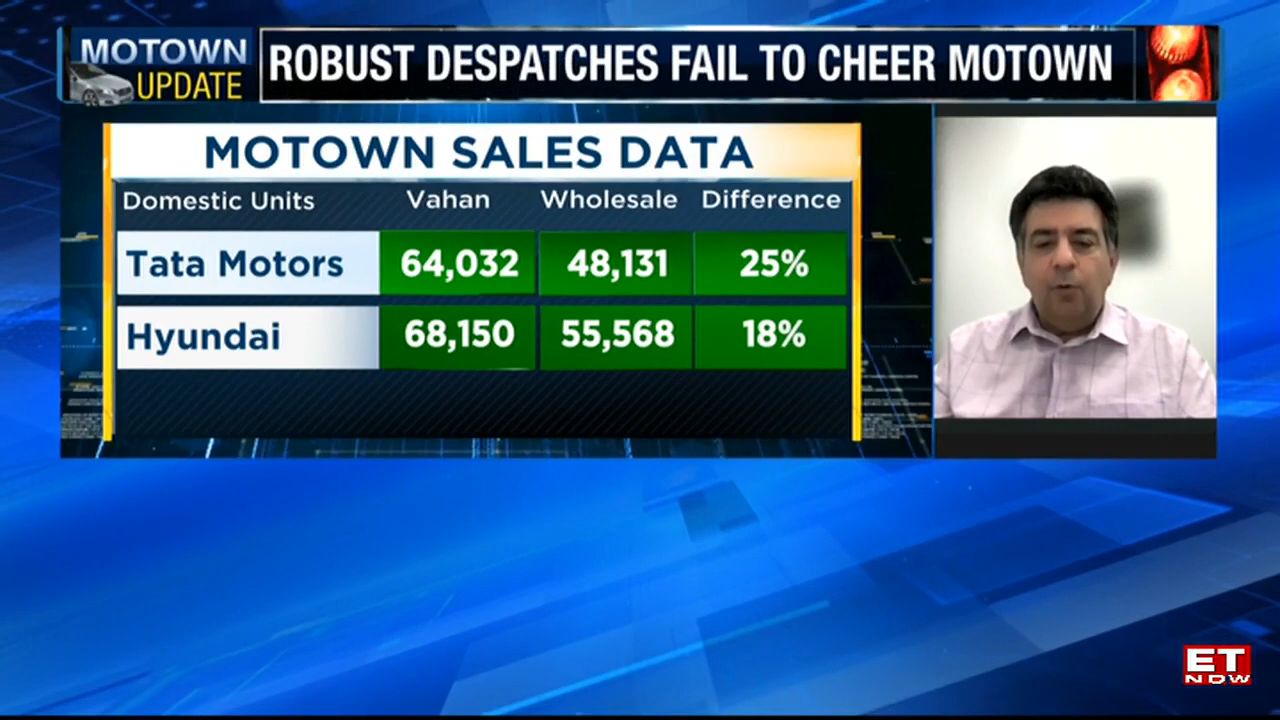 MOTOWN
UPDATE
ROBUST DESPATCHES FAIL TO CHEER MOTOWN
MOTOWN SALES DATA
Domestic Units Vahan Wholesale Difference
Tata Motors 64,032 48,131 25%
Hyundai 68,150 55,568 18%
ET
NOW